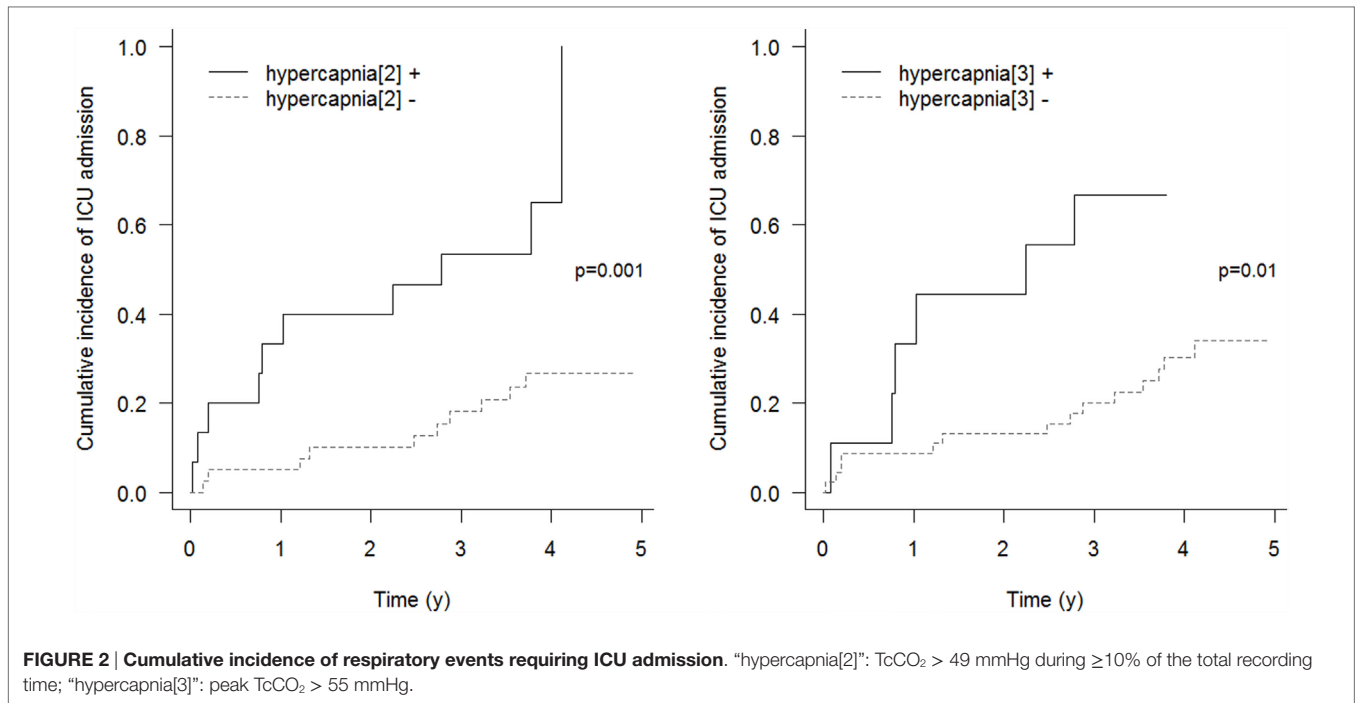 Cumulative incidence of ICU admission
1.0
0.8
0.6
0.4
0.2
0.0
hypercapnia[2] +
hypercapnia[2] -
p=0.001
0 1 2 3 4 5
Time (y)
Cumulative incidence of ICU admission
1.0
0.8
0.6
0.4
0.2
0.0
hypercapnia[3] +
hypercapnia[3] -
p=0.01
0 1 2 3 4 5
Time (y)
FIGURE 2 | Cumulative incidence of respiratory events requiring ICU admission. “hypercapnia[2]”: TcCO₂ > 49 mmHg during ≥10% of the total recording
time; “hypercapnia[3]”: peak TcCO₂ > 55 mmHg.